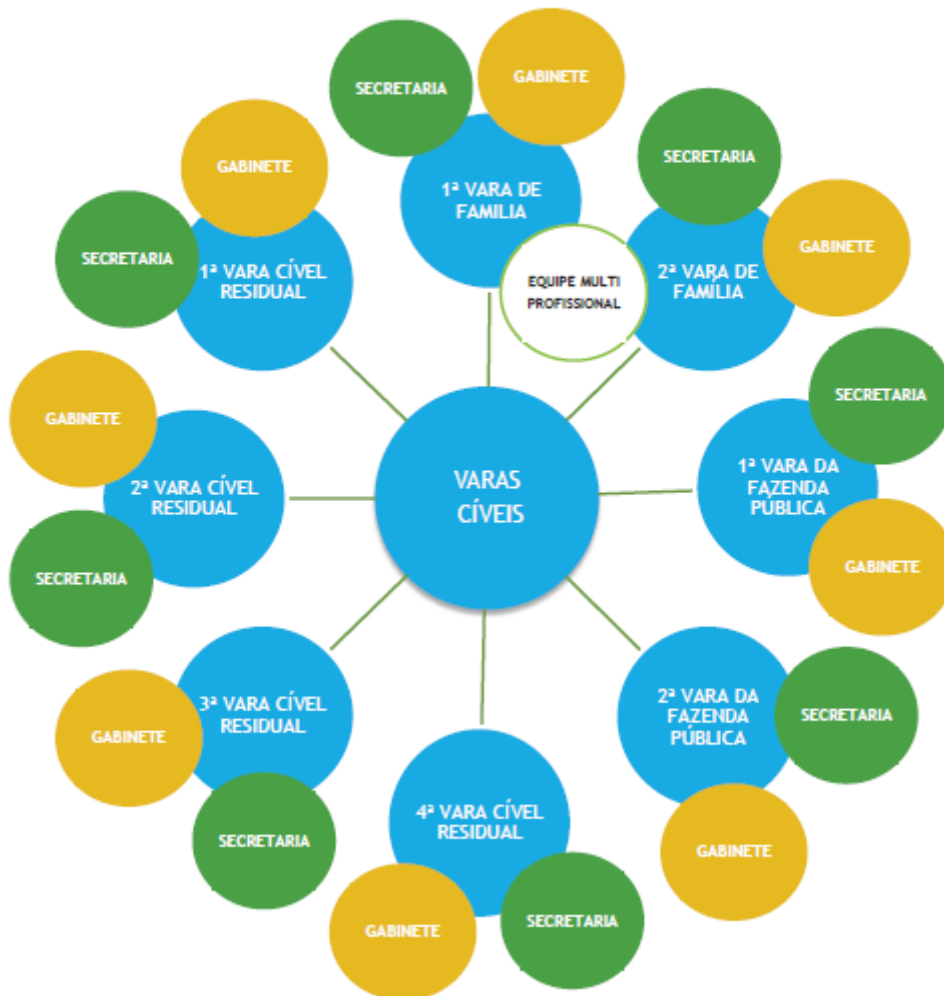 SECRETARIA
GABINETE
1ª VARA DE
FAMILIA
SECRETARIA
GABINETE
2ª VARA DE
FAMÍLIA
EQUIPE MULTI
PROFISSIONAL
GABINETE
SECRETARIA
1ª VARA CÍVEL
RESIDUAL
SECRETARIA
1ª VARA DA
FAZENDA
PÚBLICA
GABINETE
GABINETE
2ª VARA CÍVEL
RESIDUAL
SECRETARIA
VARAS
CÍVEIS
2ª VARA DA
FAZENDA
PÚBLICA
SECRETARIA
GABINETE
3ª VARA CÍVEL
RESIDUAL
GABINETE
SECRETARIA
4ª VARA CÍVEL
RESIDUAL
GABINETE
SECRETARIA